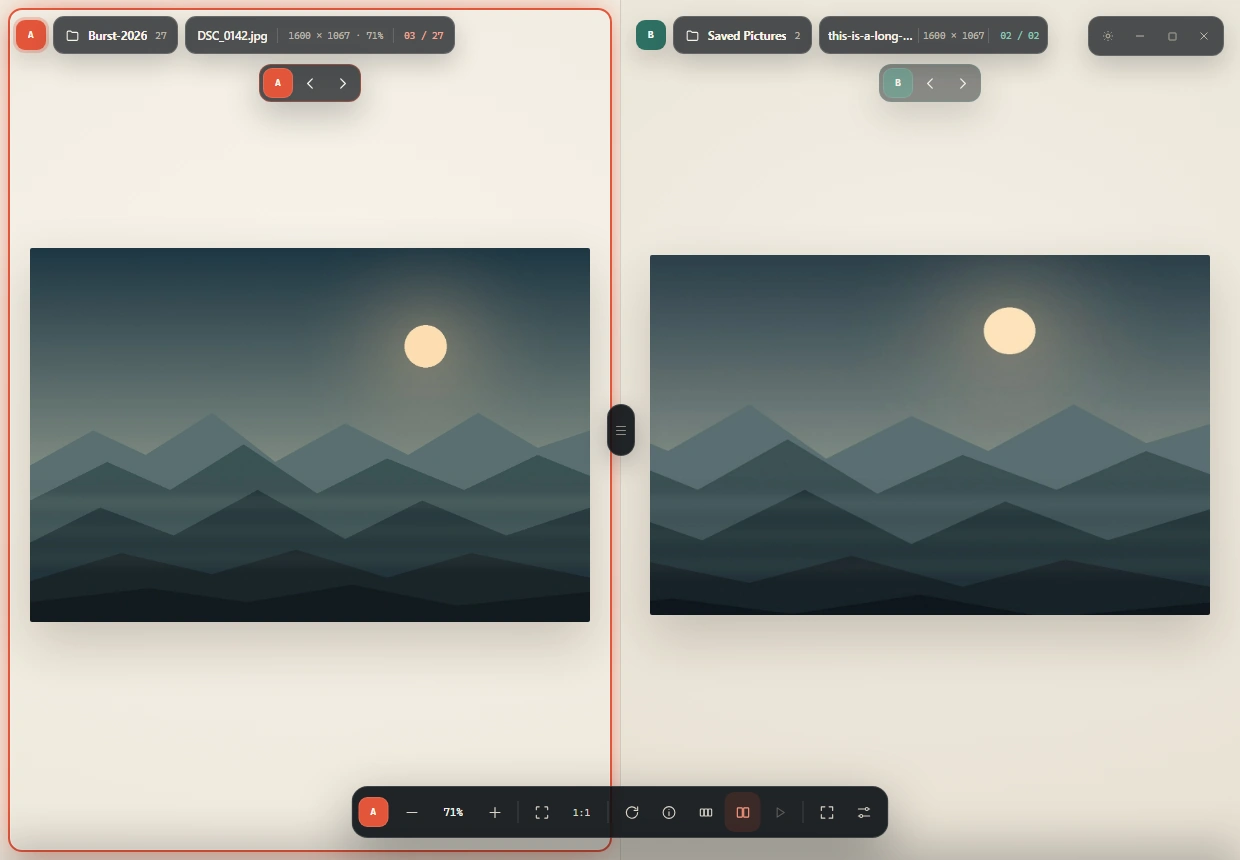 A Burst-2026 27 DSC_0142.jpg 1600 × 1067 · 71% 03 / 27
B Saved Pictures 2 this-is-a-long-... 1600 × 1067 02 / 02
A
B
A 71% 1:1